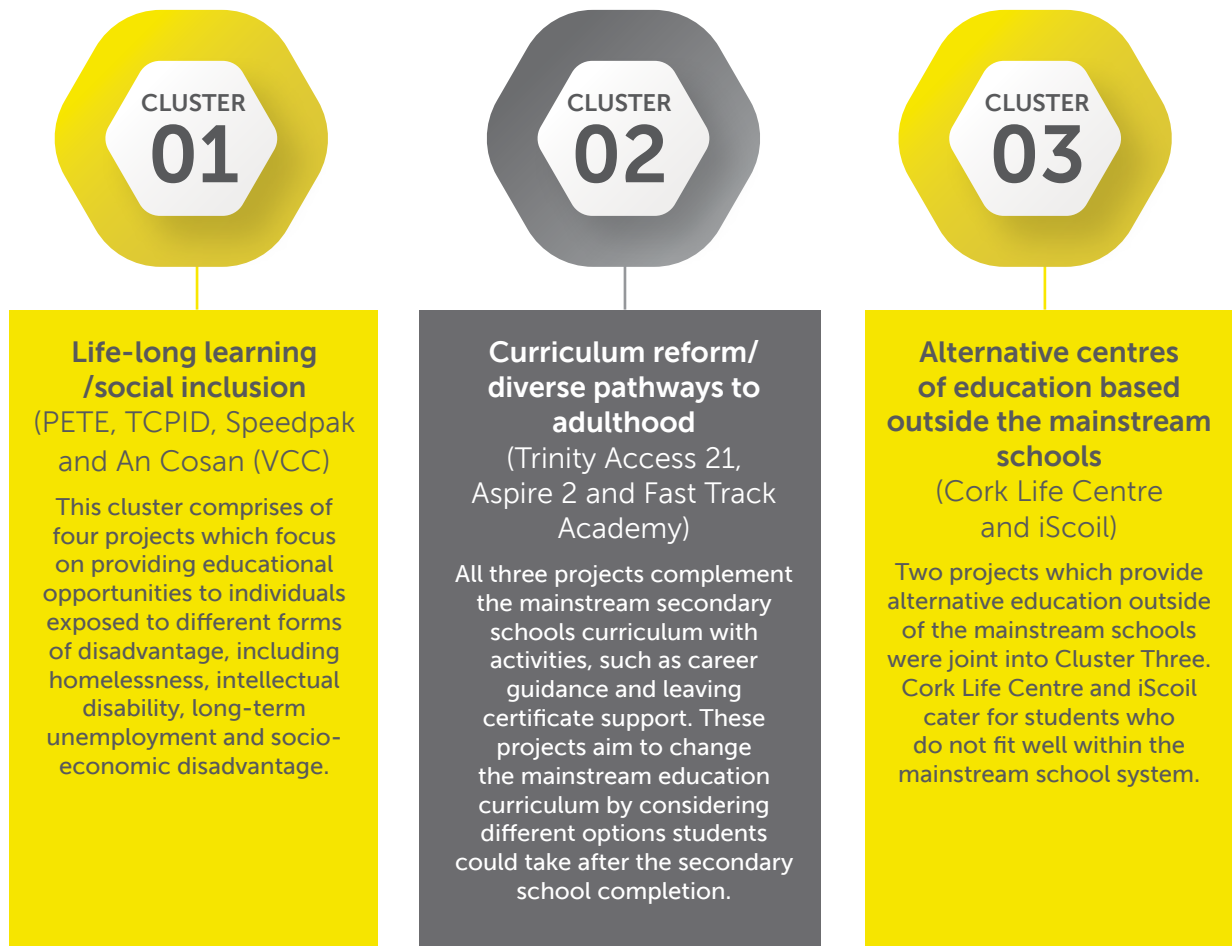 CLUSTER
01
Life-long learning
/social inclusion
(PETE, TCPID, Speedpak
and An Cosan (VCC)
This cluster comprises of
four projects which focus
on providing educational
opportunities to individuals
exposed to different forms
of disadvantage, including
homelessness, intellectual
disability, long-term
unemployment and socio-
economic disadvantage.
CLUSTER
02
Curriculum reform/
diverse pathways to
adulthood
(Trinity Access 21,
Aspire 2 and Fast Track
Academy)
All three projects complement
the mainstream secondary
schools curriculum with
activities, such as career
guidance and leaving
certificate support. These
projects aim to change
the mainstream education
curriculum by considering
different options students
could take after the secondary
school completion.
CLUSTER
03
Alternative centres
of education based
outside the mainstream
schools
(Cork Life Centre
and iScoil)
Two projects which provide
alternative education outside
of the mainstream schools
were joint into Cluster Three.
Cork Life Centre and iScoil
cater for students who
do not fit well within the
mainstream school system.